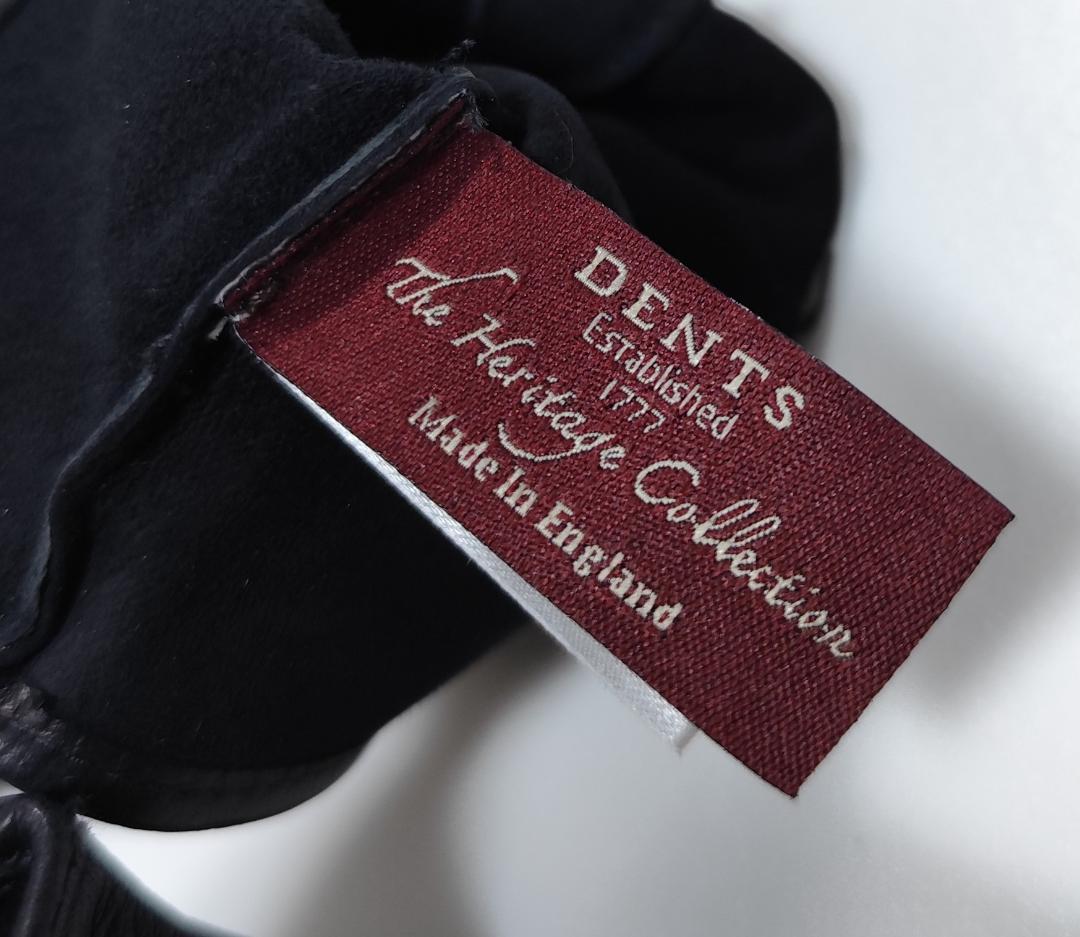 DENTS
Established
1777
The Heritage Collection
Made In England